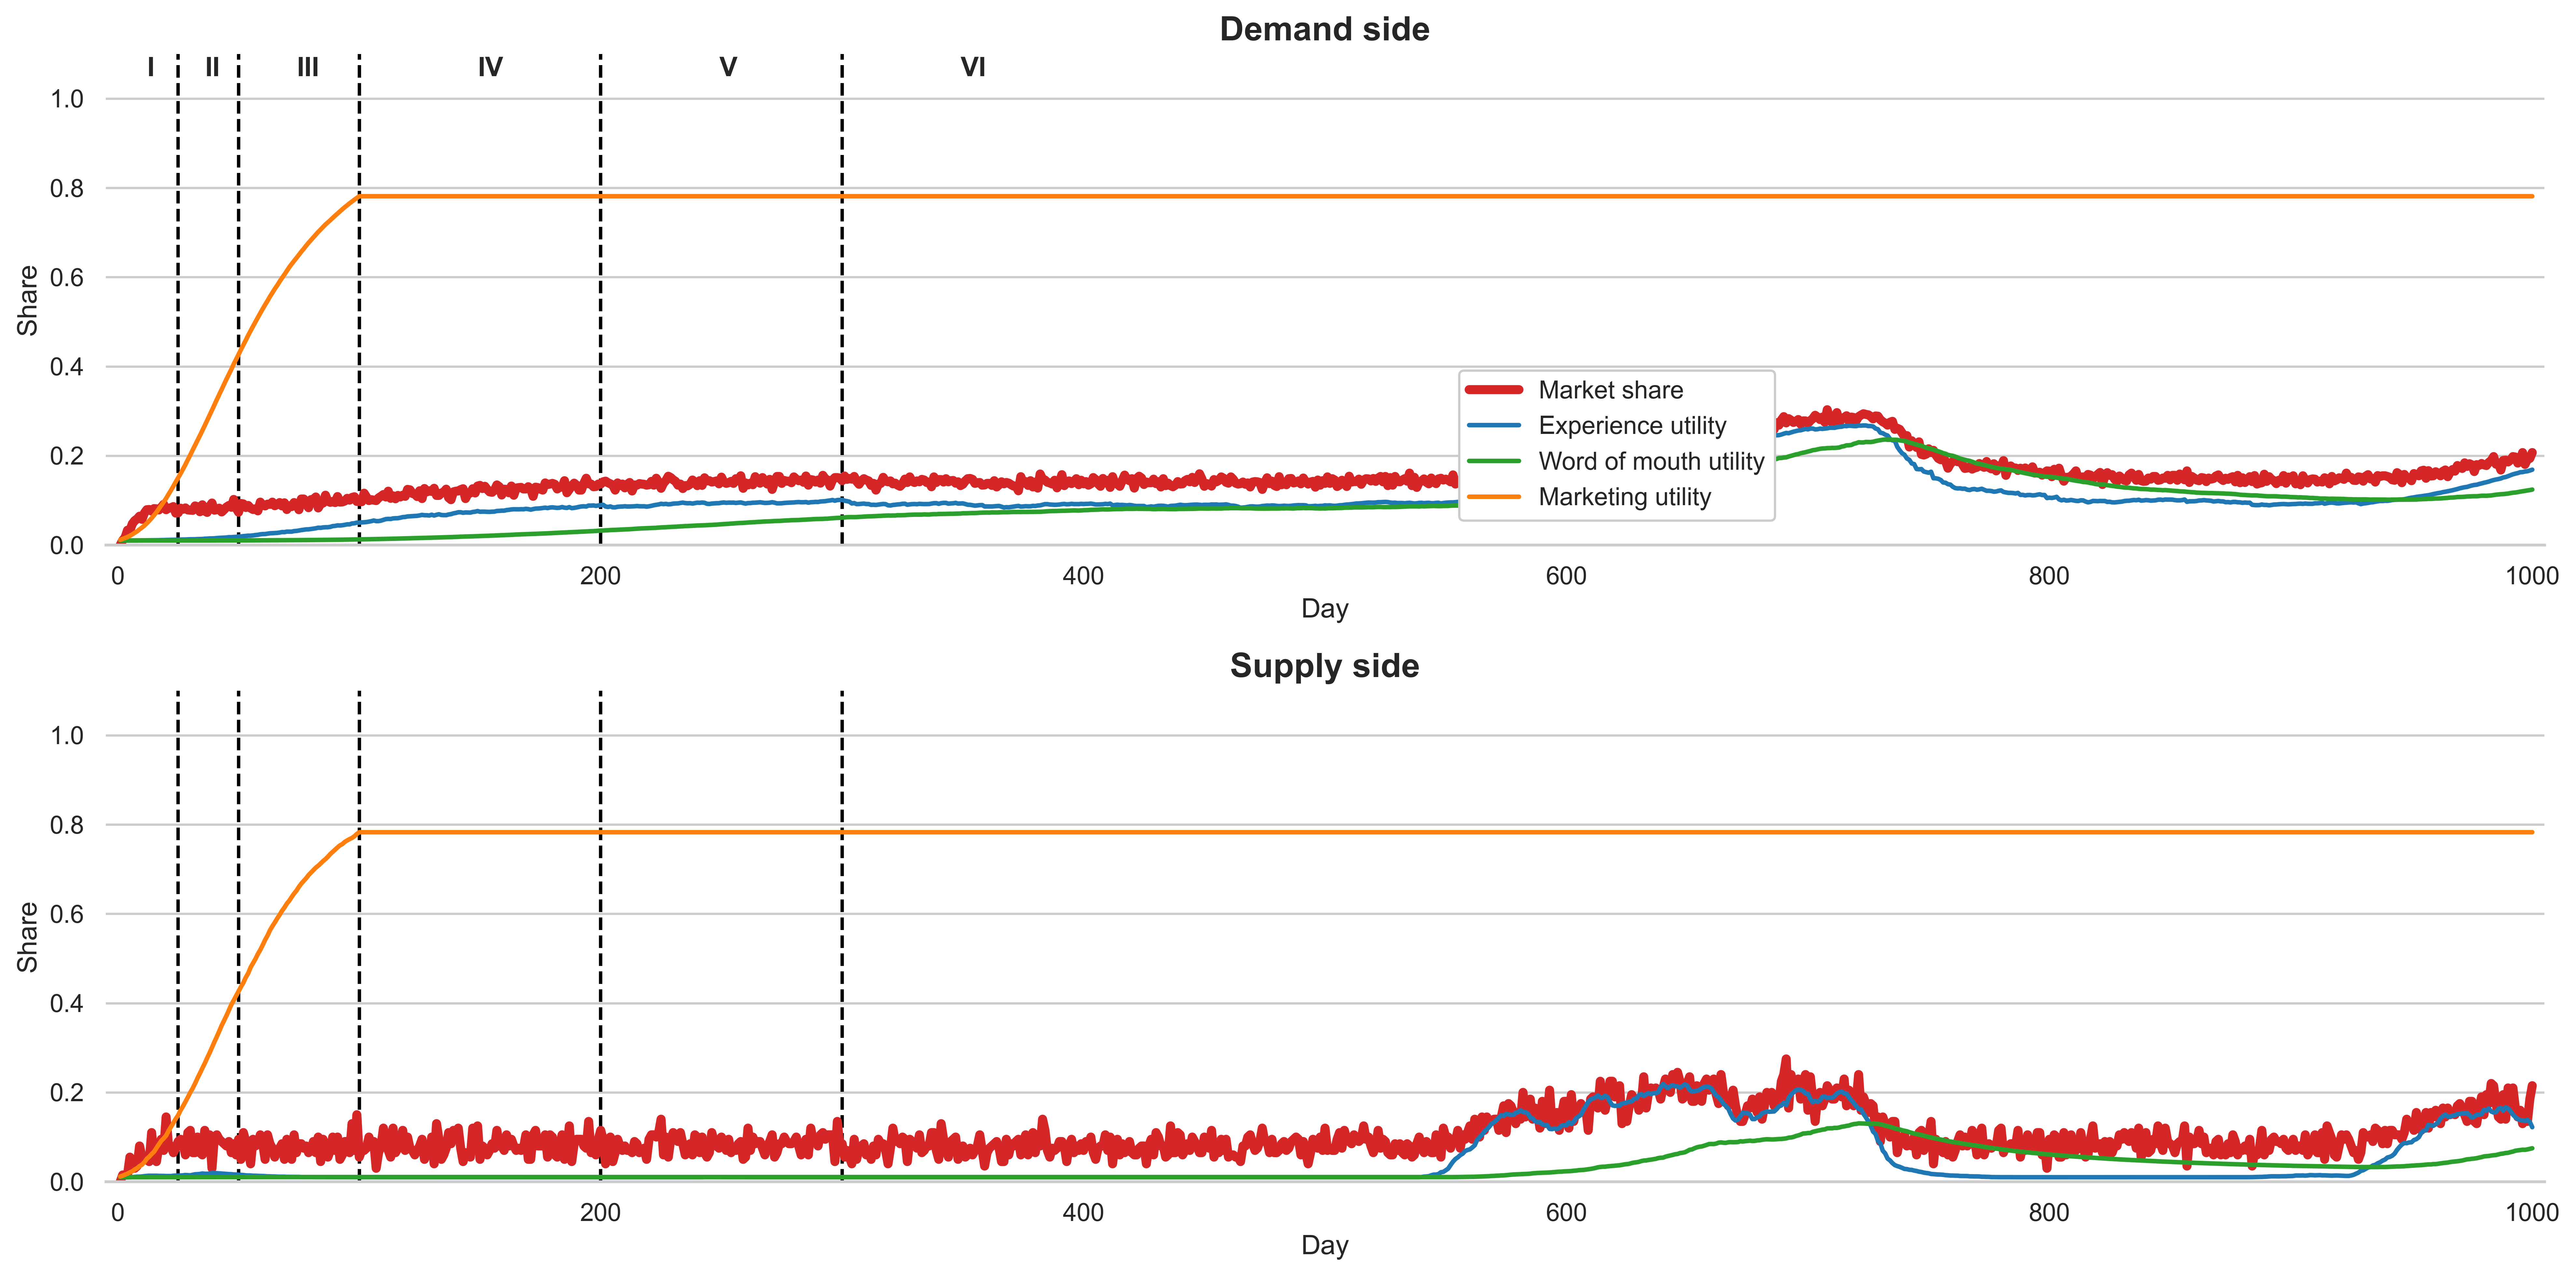 Demand side
I II III IV V VI
1.0
0.8
0.6
0.4
0.2
0.0
Share
Market share
Experience utility
Word of mouth utility
Marketing utility
0 200 400 600 800 1000
Day
Supply side
1.0
0.8
0.6
0.4
0.2
0.0
Share
0 200 400 600 800 1000
Day